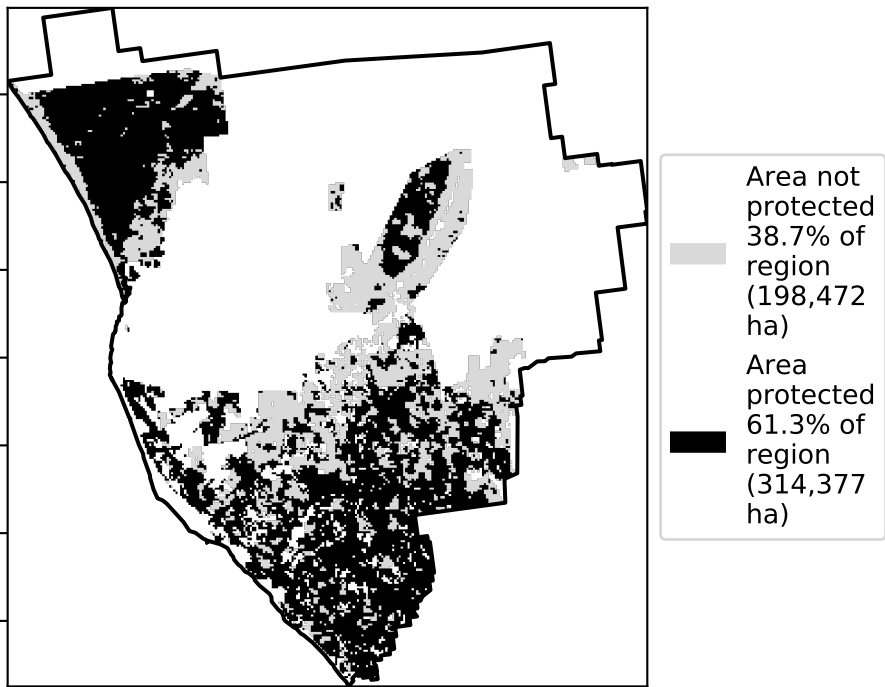 Area not
protected
38.7% of
region
(198,472
ha)
Area
protected
61.3% of
region
(314,377
ha)